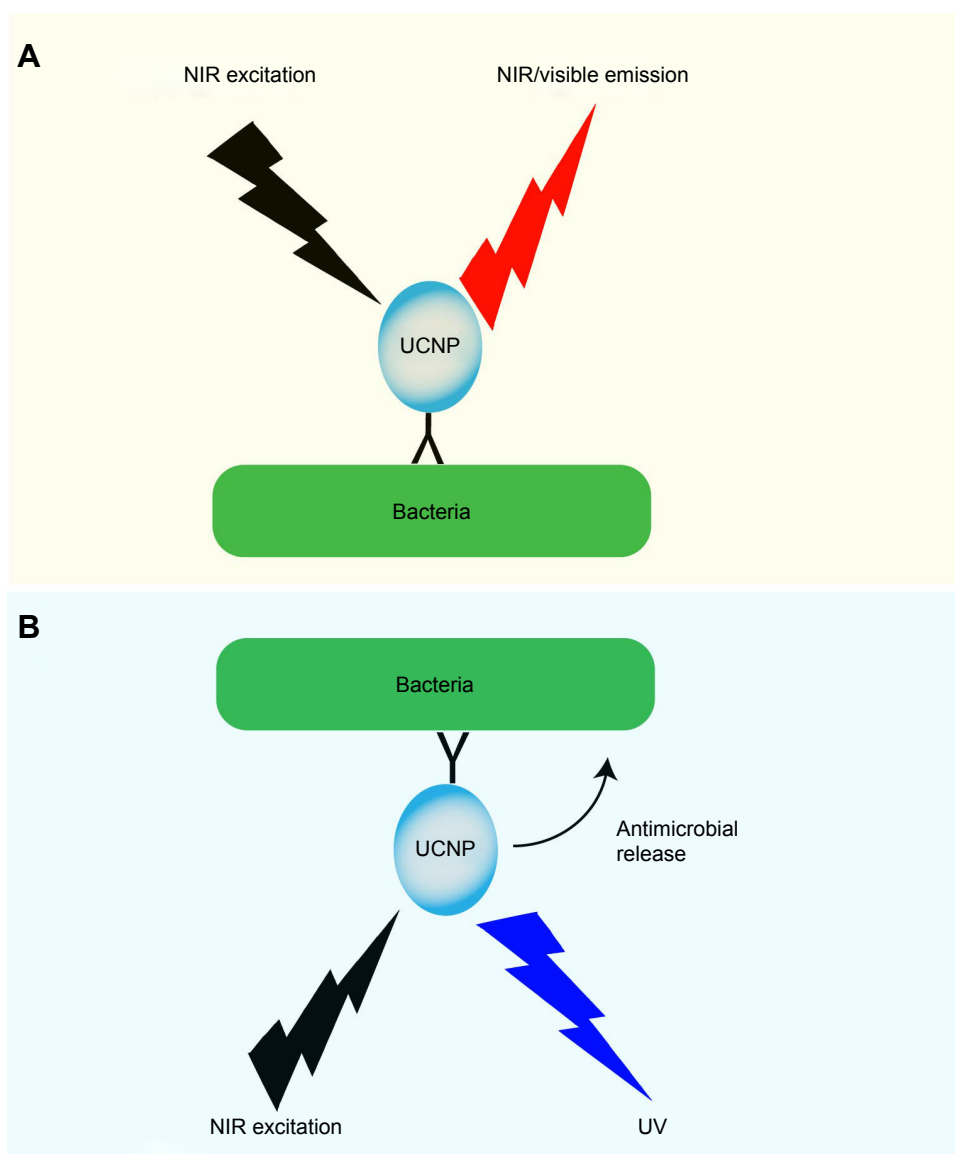 A
NIR excitation
NIR/visible emission
UCNP
Bacteria
B
Bacteria
UCNP
Antimicrobial
release
NIR excitation
UV